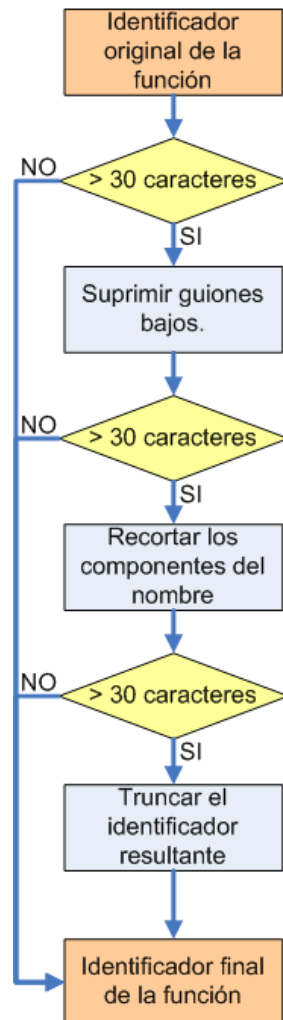 Identificador
original de la
función
NO
> 30 caracteres
SI
Suprimir guiones
bajos.
NO
> 30 caracteres
SI
Recortar los
componentes del
nombre
NO
> 30 caracteres
SI
Truncar el
identificador
resultante
Identificador final
de la función